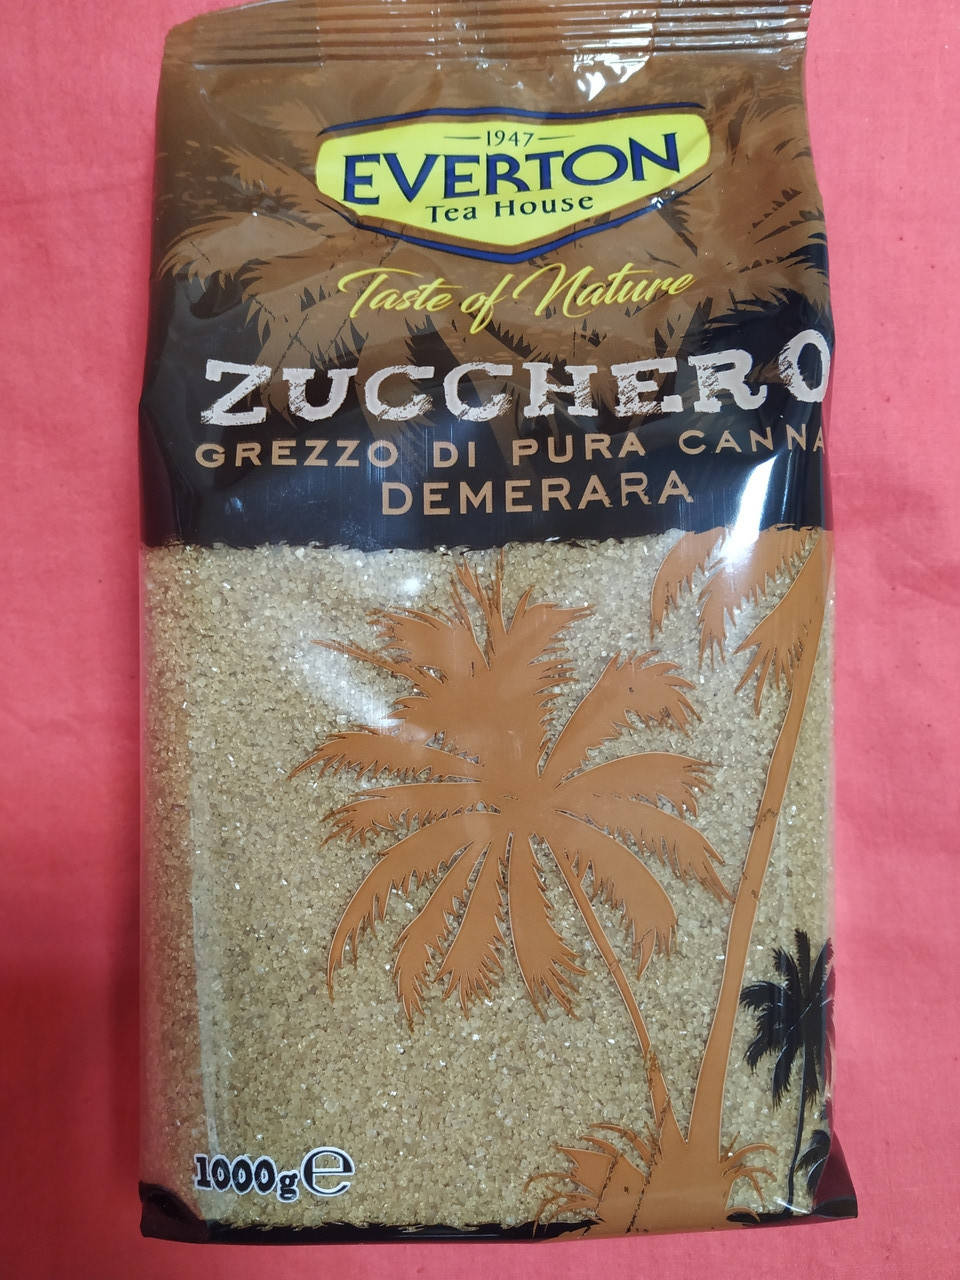 1947
EVERTON
Tea House
Taste of Nature
ZUCCHERO
GREZZO DI PURA CANNA
DEMERARA
1000g℮